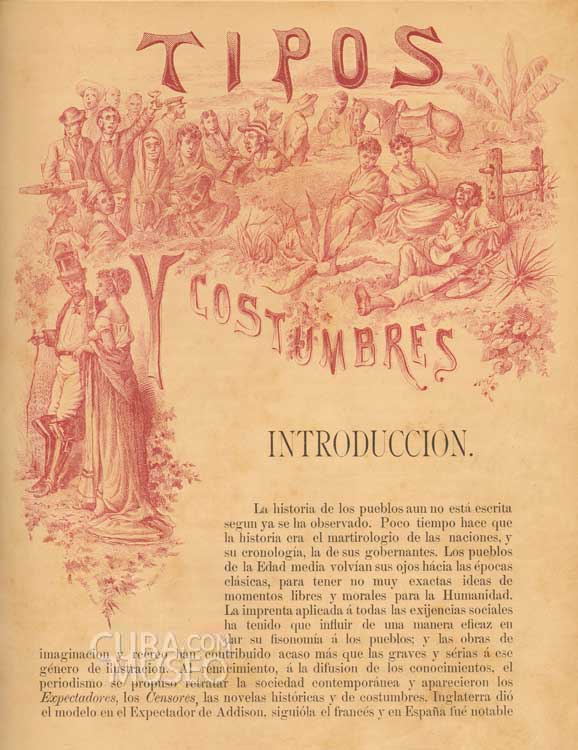 TIPOS
Y COSTUMBRES
INTRODUCCION.
La historia de los pueblos aun no está escrita
segun ya se ha observado. Poco tiempo hace que
la historia era el martirologio de las naciones, y
su cronología, la de sus gobernantes. Los pueblos
de la Edad media volvían sus ojos hácia las épocas
clásicas, para tener no muy exactas ideas de
momentos libres y morales para la Humanidad.
La imprenta aplicada á todas las exijencias sociales
ha tenido que influir de una manera eficaz en
dar su fisonomía á los pueblos; y las obras de
imaginacion y recreo han contribuido acaso más que las graves y sérias á ese
género de ilustracion. Al renacimiento, á la difusion de los conocimientos, el
periodismo se propuso retratar la sociedad contemporánea y aparecieron los
Expectadores, los Censores, las novelas históricas y de costumbres. Inglaterra dió
el modelo en el Expectador de Addison, siguióla el francés y en España fué notable
CUBA
MUSEO
.COM